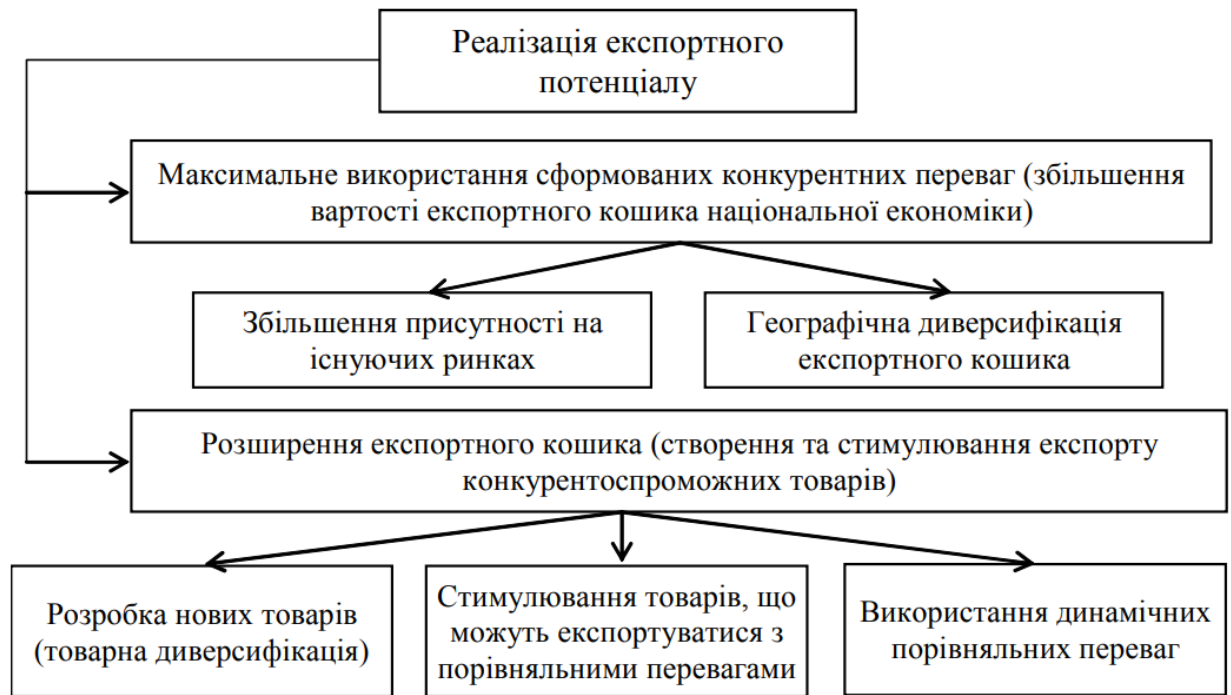 Реалізація експортного
потенціалу
Максимальне використання сформованих конкурентних переваг (збільшення
вартості експортного кошика національної економіки)
Збільшення присутності на
існуючих ринках
Географічна диверсифікація
експортного кошика
Розширення експортного кошика (створення та стимулювання експорту
конкурентоспроможних товарів)
Розробка нових товарів
(товарна диверсифікація)
Стимулювання товарів, що
можуть експортуватися з
порівняльними перевагами
Використання динамічних
порівняльних переваг